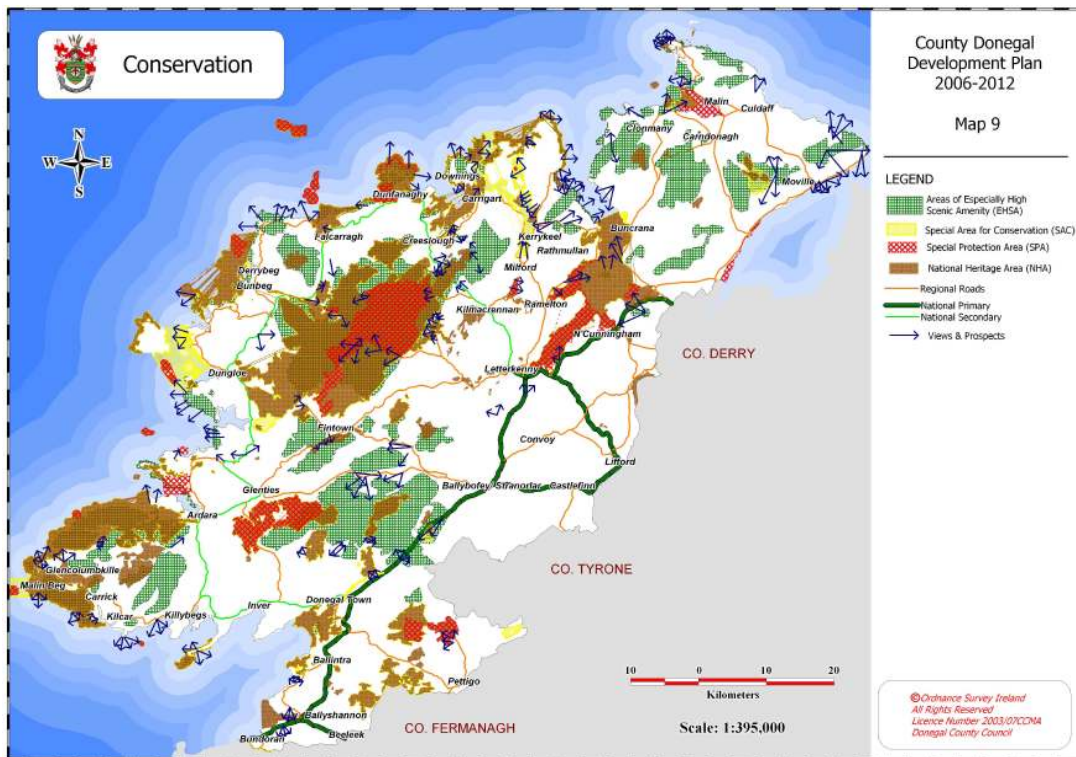 Conservation
County Donegal
Development Plan
2006-2012
Map 9
LEGEND
Areas of Especially High
Scenic Amenity (EHSA)
Special Area for Conservation (SAC)
Special Protection Area (SPA)
National Heritage Area (NHA)
Regional Roads
National Primary
National Secondary
Views & Prospects
N
W
E
S
Malin
Culdaff
Clonmany
Carndonagh
Moville
Downings
Dunfanaghy
Carrigart
Falcarragh
Creeslough
Kerrykeel
Rathmullan
Buncrana
Derrybeg
Bunbeg
Milford
Ramelton
Kilmacrennan
N'Cunningham
CO. DERRY
Dungloe
Letterkenny
Fintown
Convoy
Lifford
Glenties
Ballybofey
Stranorlar
Castlefinn
Ardara
CO. TYRONE
Glencolumbkille
Malin Beg
Carrick
Kilcar
Killybegs
Inver
Donegal Town
Ballintra
Pettigo
Ballyshannon
Bundoran
Beeleek
CO. FERMANAGH
10
0
10
20
Kilometers
Scale: 1:395,000
©Ordnance Survey Ireland
All Rights Reserved
Licence Number 2003/07CCMA
Donegal County Council